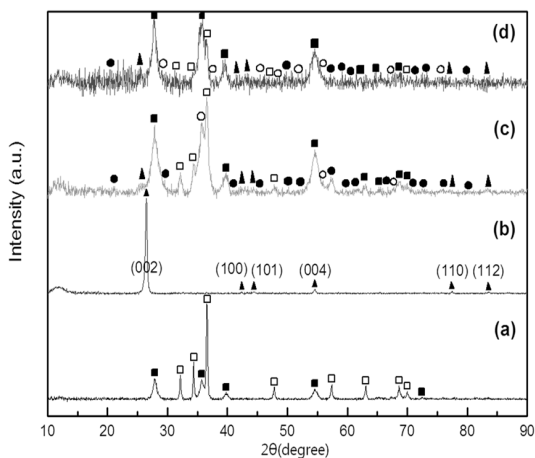 (d)
(c)
(b)
(002) (100) (101) (004) (110) (112)
(a)
Intensity (a.u.)
10 20 30 40 50 60 70 80 90
2θ(degree)